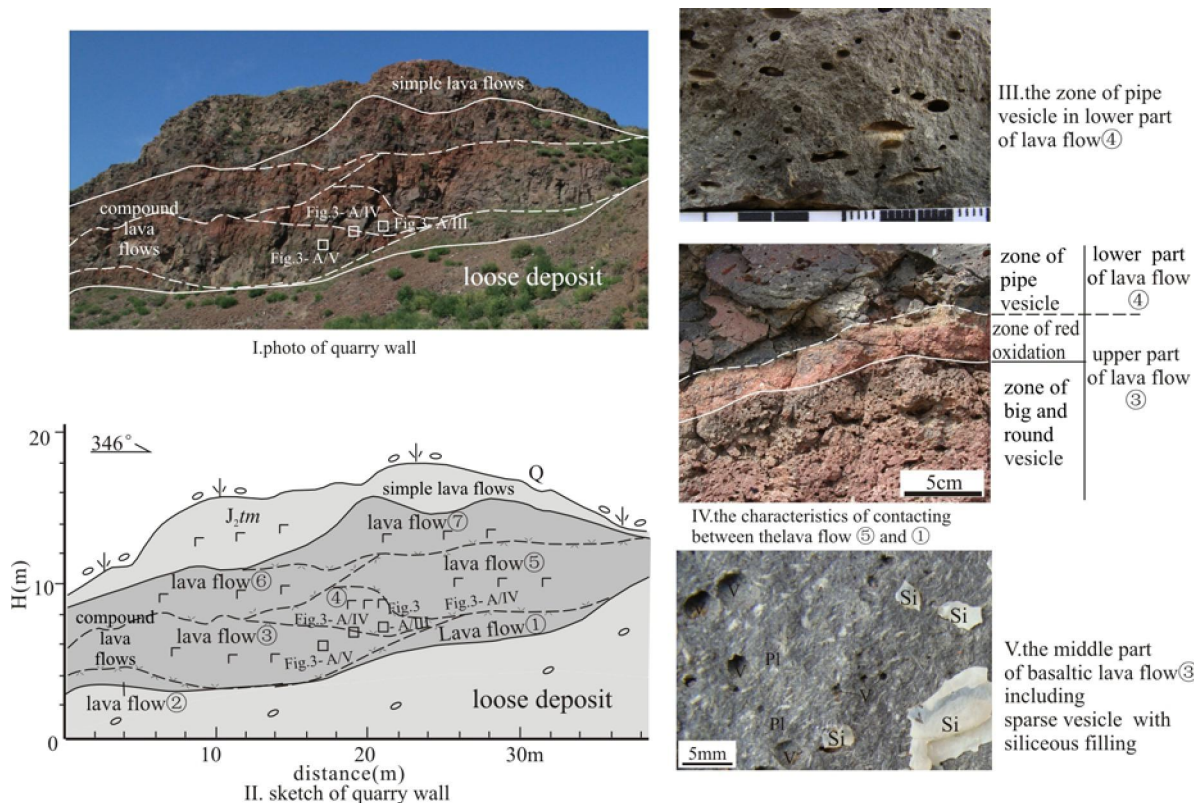 simple lava flows
compound
lava
flows
Fig.3- A/IV
Fig.3- A/III
Fig.3- A/V
loose deposit
I.photo of quarry wall
III.the zone of pipe
vesicle in lower part
of lava flow④
zone of
pipe
vesicle
lower part
of lava flow
④
zone of red
oxidation
upper part
of lava flow
③
zone of
big and
round
vesicle
5cm
IV.the characteristics of contacting
between thelava flow ⑤ and ①
20
346°
Q
simple lava flows
J₂tm
lava flow⑦
H(m)
10
lava flow⑥
lava flow⑤
④
Fig.3
A/III
Fig.3- A/IV
Fig.3- A/IV
compound
lava
flows
lava flow③
Lava flow①
Fig.3- A/V
lava flow②
loose deposit
0
10
20
30m
distance(m)
II. sketch of quarry wall
V
Si
Si
Pl
V
V
Pl
Si
Si
V
5mm
V.the middle part
of basaltic lava flow③
including
sparse vesicle with
siliceous filling